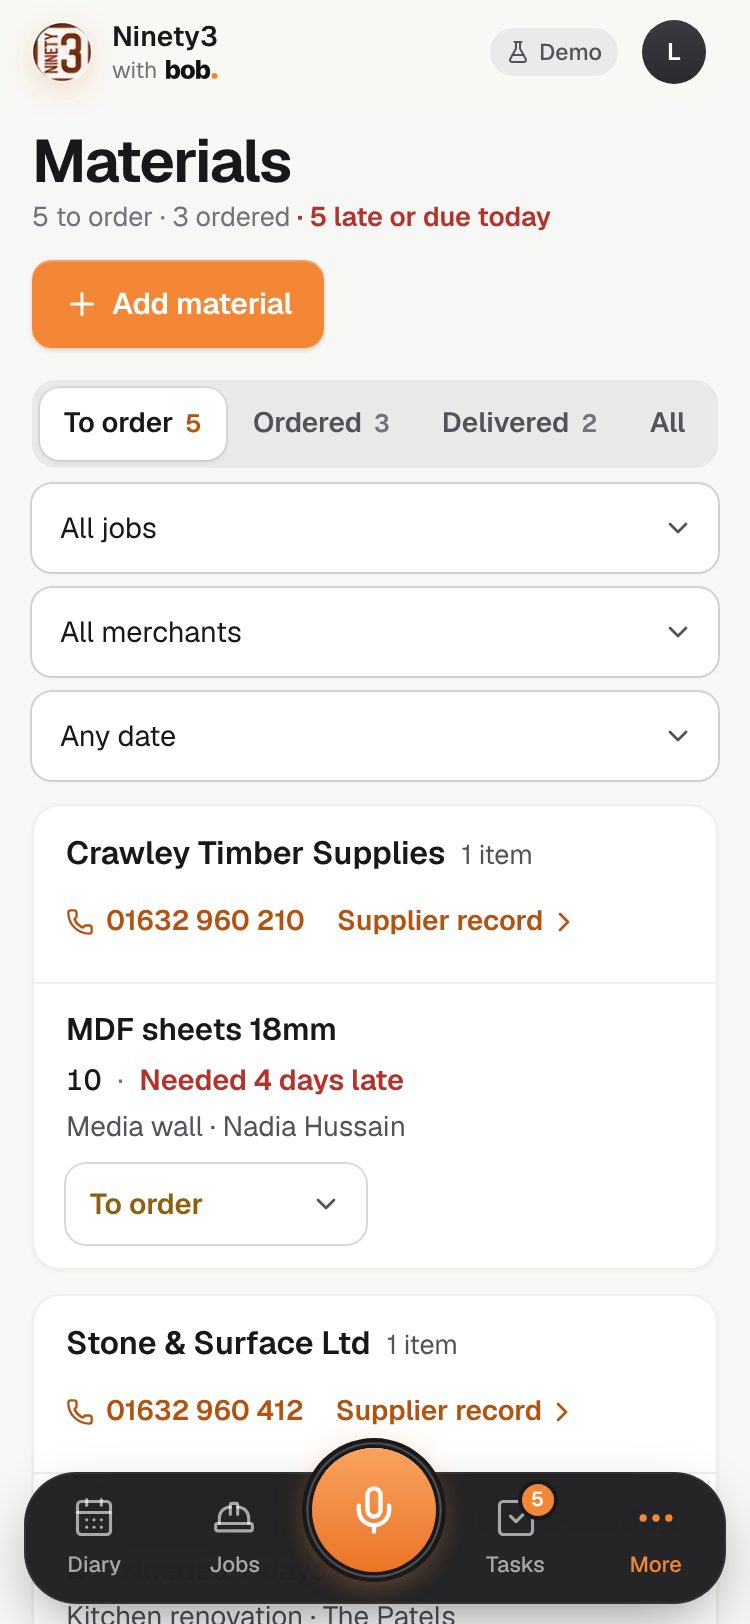 NINETY 3
Ninety3
with bob.
Demo
L
Materials
5 to order · 3 ordered · 5 late or due today
Add material
To order 5
Ordered 3
Delivered 2
All
All jobs
All merchants
Any date
Crawley Timber Supplies 1 item
01632 960 210
Supplier record
MDF sheets 18mm
10 · Needed 4 days late
Media wall · Nadia Hussain
To order
Stone & Surface Ltd 1 item
01632 960 412
Supplier record
5
Diary
Jobs
Tasks
More
Kitchen renovation · The Patels